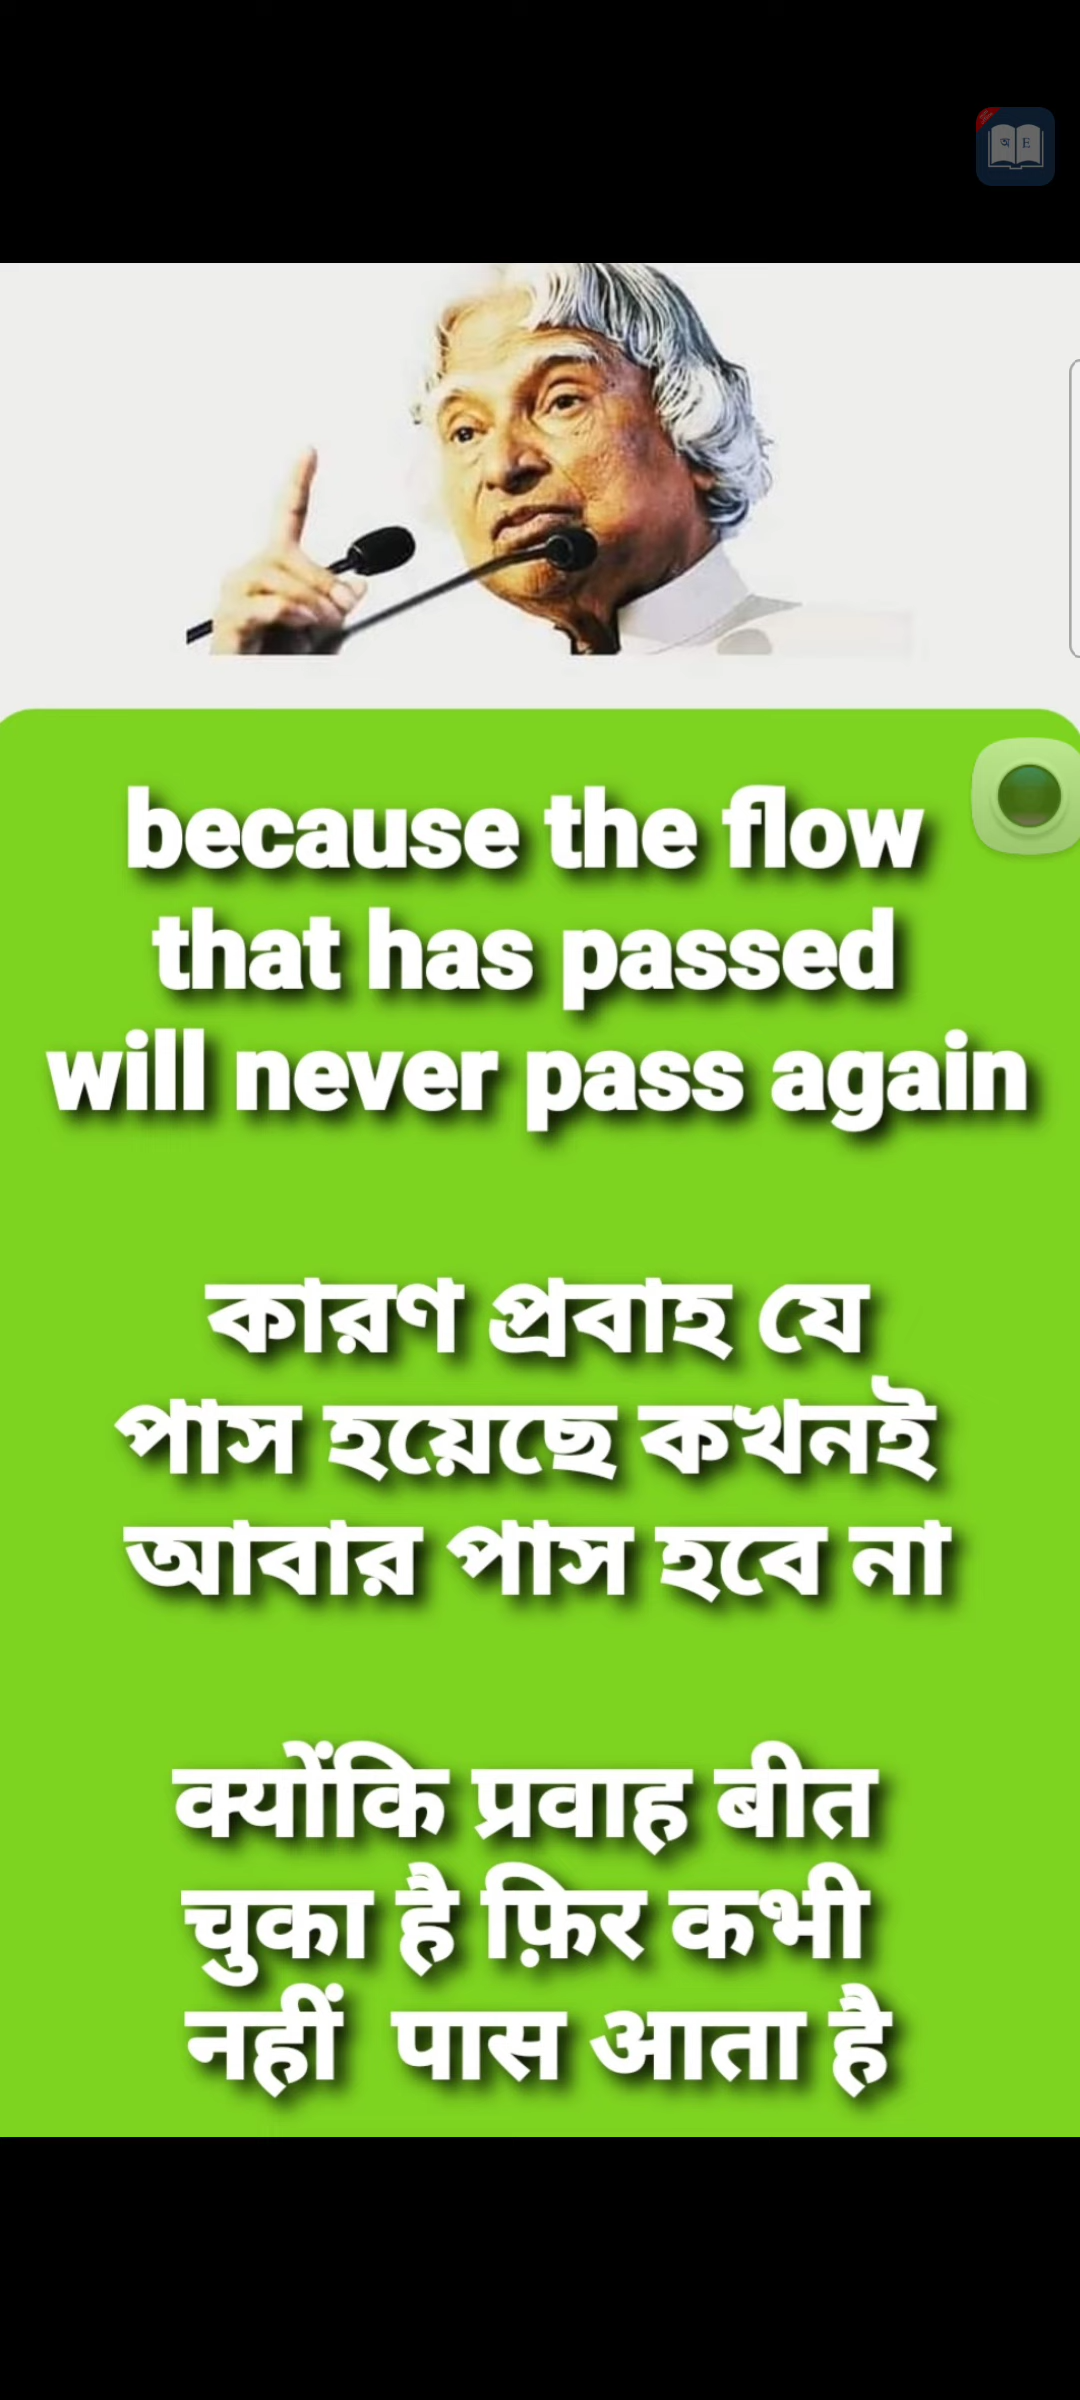 অ E
because the flow
that has passed
will never pass again
কারণ প্রবাহ যে
পাস হয়েছে কখনই
আবার পাস হবে না
क्योंकि प्रवाह बीत
चुका है फ़िर कभी
नहीं पास आता है